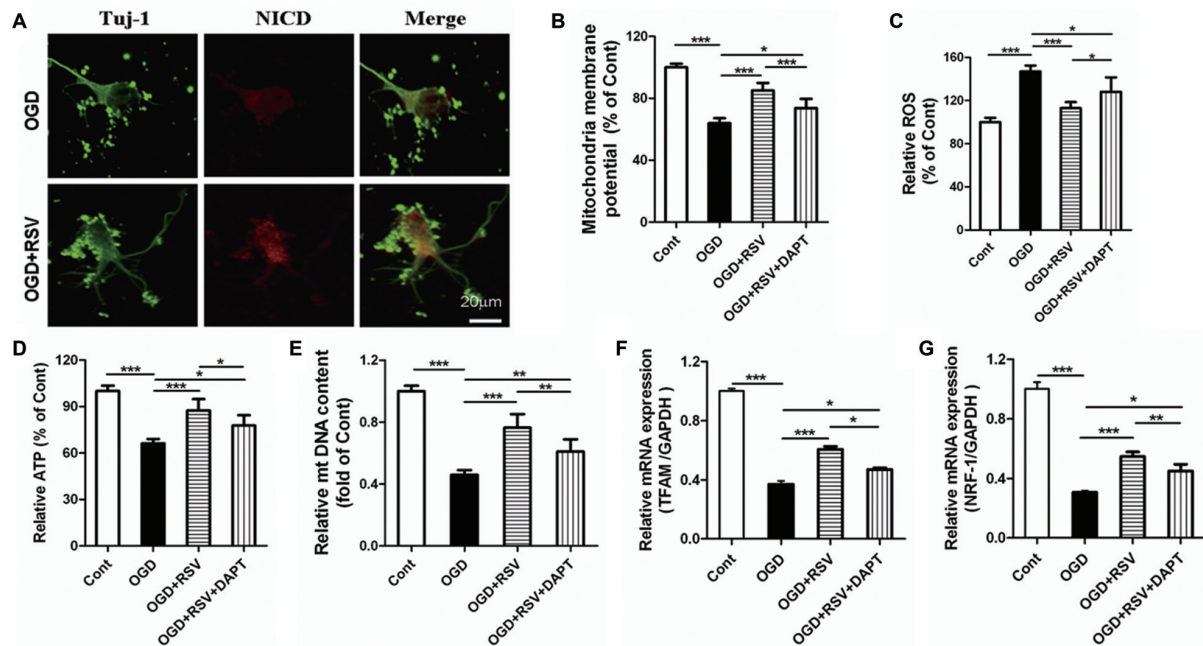 A
Tuj-1
NICD
Merge
OGD
OGD+RSV
20μm
B
Mitochondria membrane
potential (% of Cont)
120
80
40
0
***
*
***
***
Cont
OGD
OGD+RSV
OGD+RSV+DAPT
C
Relative ROS
(% of Cont)
160
120
80
40
0
*
***
***
*
Cont
OGD
OGD+RSV
OGD+RSV+DAPT
D
Relative ATP (% of Cont)
120
90
60
30
0
*
***
*
***
Cont
OGD
OGD+RSV
OGD+RSV+DAPT
E
Relative mt DNA content
(fold of Cont)
1.2
0.8
0.4
0.0
***
**
***
**
Cont
OGD
OGD+RSV
OGD+RSV+DAPT
F
Relative mRNA expression
(TFAM /GAPDH )
1.2
0.8
0.4
0.0
***
*
***
*
Cont
OGD
OGD+RSV
OGD+RSV+DAPT
G
Relative mRNA expression
(NRF-1/GAPDH )
1.2
0.8
0.4
0.0
***
*
***
**
Cont
OGD
OGD+RSV
OGD+RSV+DAPT